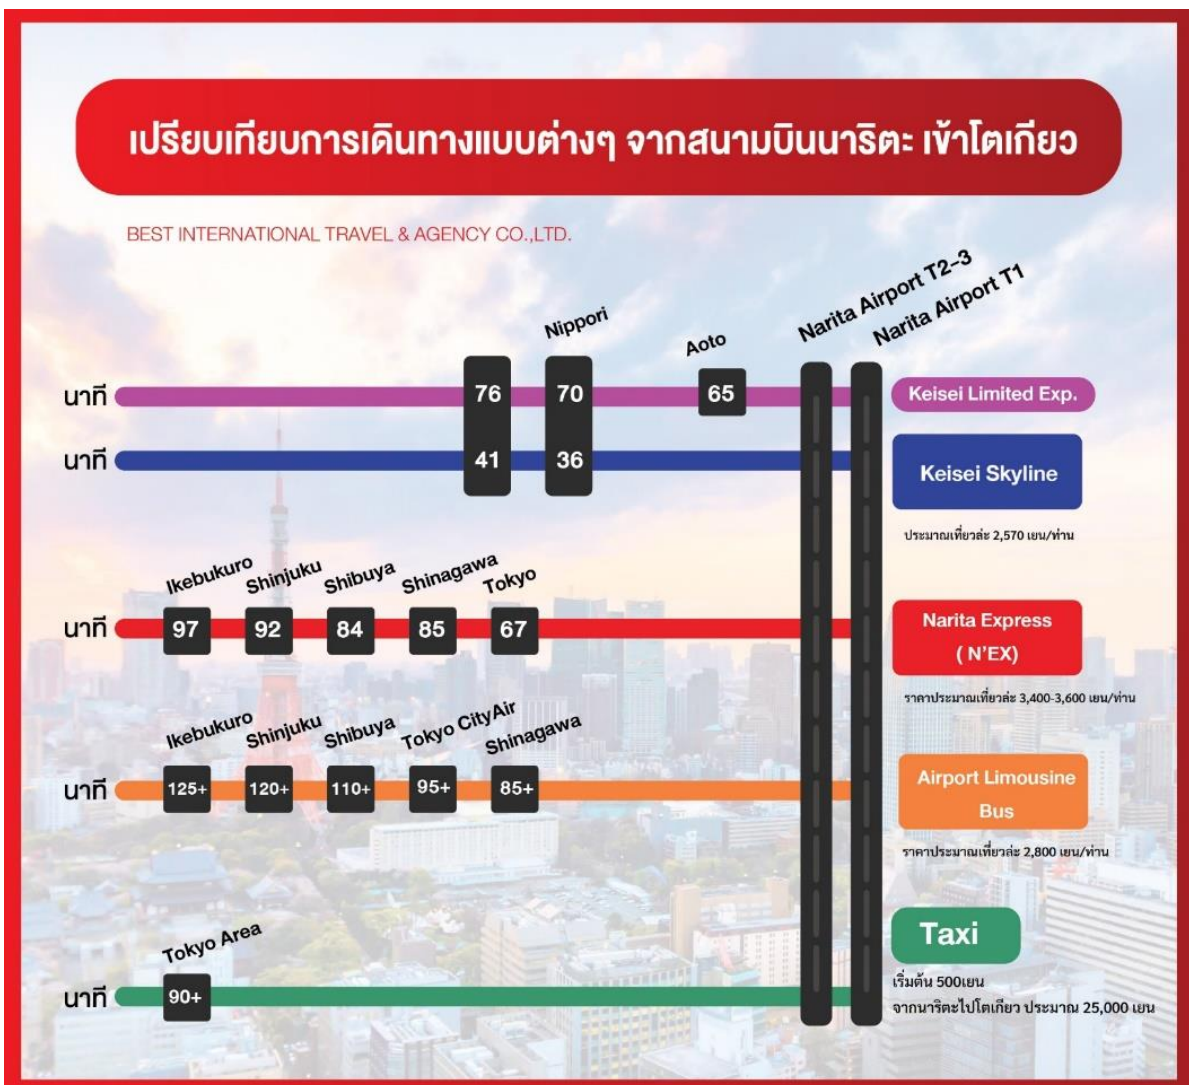 เปรียบเทียบการเดินทางแบบต่างๆ จากสนามบินนาริตะ เข้าโตเกียว
BEST INTERNATIONAL TRAVEL & AGENCY CO.,LTD.
Narita Airport T2-3
Narita Airport T1
Nippori
Aoto
นาที
76
70
65
Keisei Limited Exp.
นาที
41
36
Keisei Skyline
ประมาณเที่ยวล่ะ 2,570 เยน/ท่าน
Ikebukuro
Shinjuku
Shibuya
Shinagawa
Tokyo
นาที
97
92
84
85
67
Narita Express
( N'EX)
ราคาประมาณเที่ยวล่ะ 3,400-3,600 เยน/ท่าน
Ikebukuro
Shinjuku
Shibuya
Tokyo CityAir
Shinagawa
นาที
125+
120+
110+
95+
85+
Airport Limousine
Bus
ราคาประมาณเที่ยวล่ะ 2,800 เยน/ท่าน
Tokyo Area
นาที
90+
Taxi
เริ่มต้น 500เยน
จากนาริตะไปโตเกียว ประมาณ 25,000 เยน